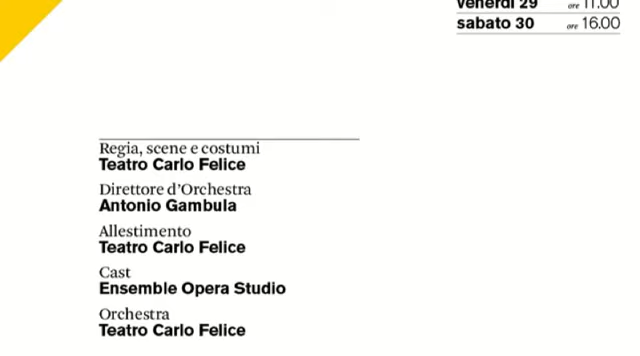 venerdì 29 ore 11.00
sabato 30 ore 16.00
Regia, scene e costumi
Teatro Carlo Felice
Direttore d’Orchestra
Antonio Gambula
Allestimento
Teatro Carlo Felice
Cast
Ensemble Opera Studio
Orchestra
Teatro Carlo Felice